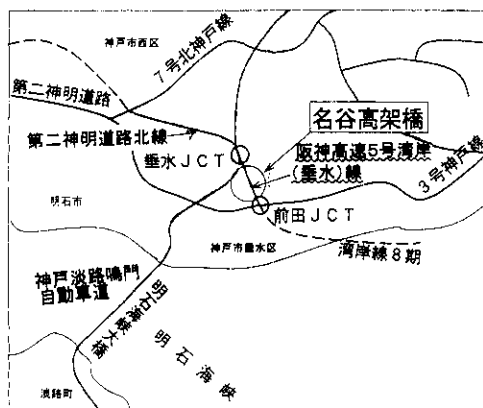 神戸市西区
7号北神戸線
第二神明道路
第二神明道路北線
名谷高架橋
垂水JCT
阪神高速5号湾岸
(垂水)線
3号神戸線
明石市
前田JCT
神戸市垂水区
湾岸線8期
神戸淡路鳴門
自動車道
明石海峡大橋
明石海峡
淡路町